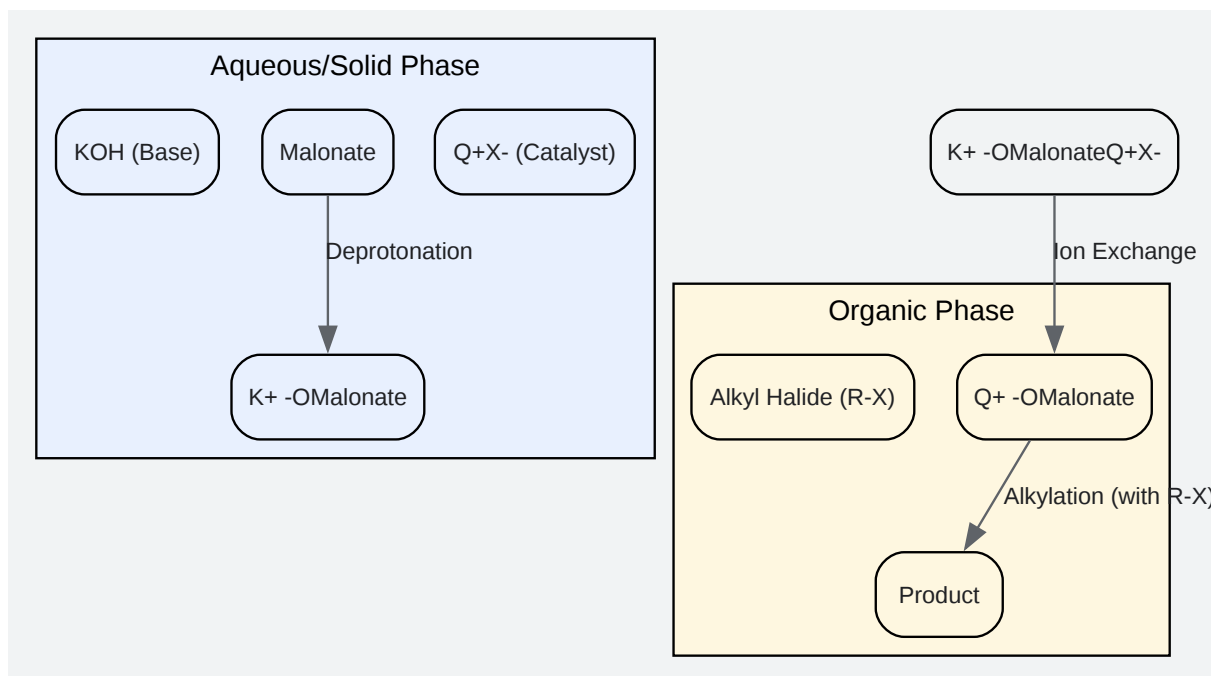 Aqueous/Solid Phase
KOH (Base)
Malonate
Q+X- (Catalyst)
K+ -OMalonateQ+X-
Deprotonation
Ion Exchange
Organic Phase
K+ -OMalonate
Alkyl Halide (R-X)
Q+ -OMalonate
Alkylation (with R-X)
Product